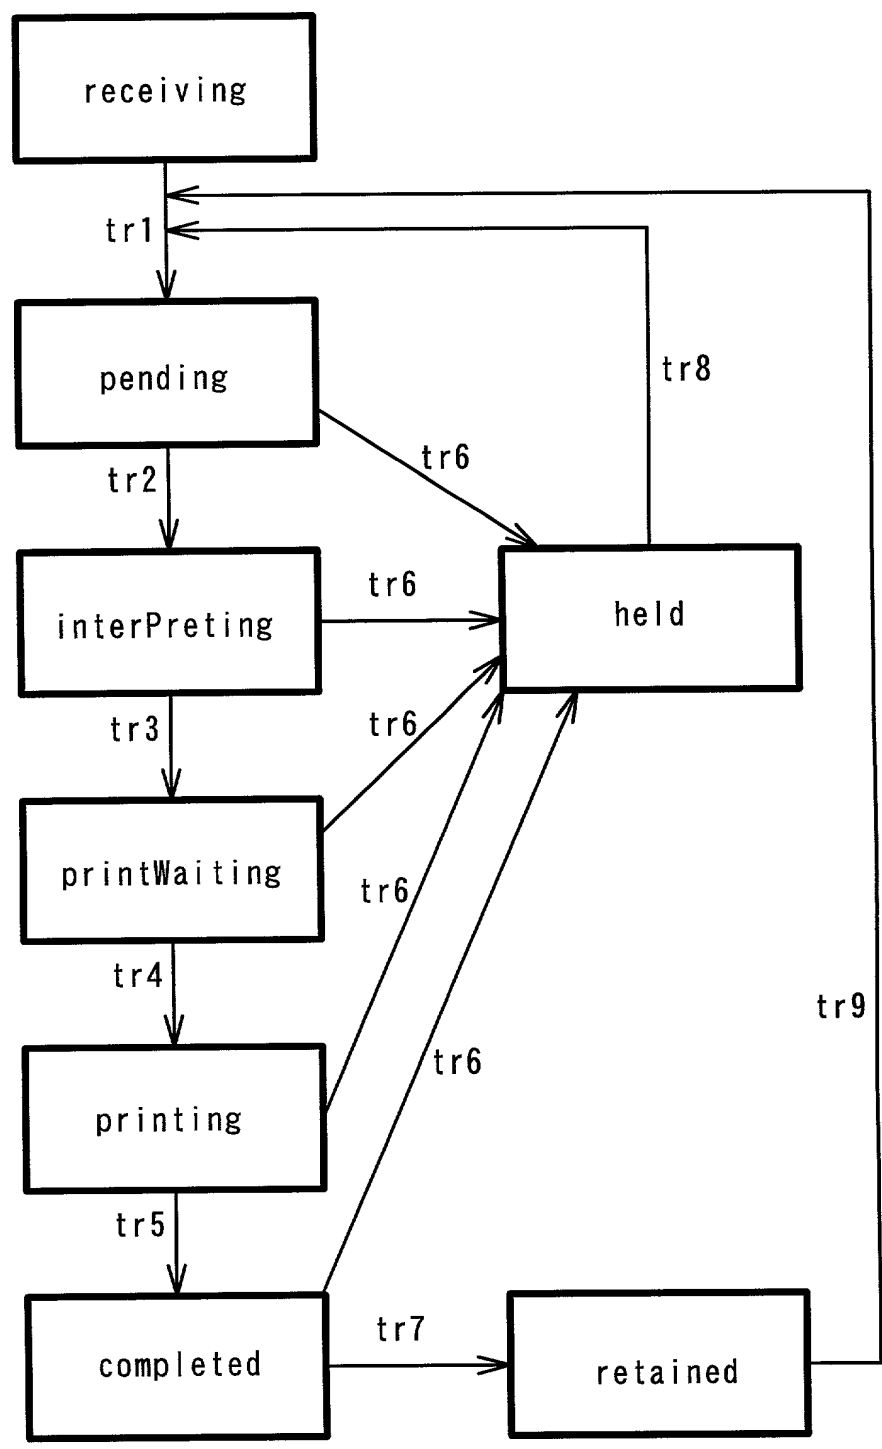 receiving
tr1
pending
tr8
tr6
tr2
tr6
held
interPreting
tr3
tr6
printWaiting
tr6
tr4
tr9
tr6
printing
tr5
tr7
completed
retained